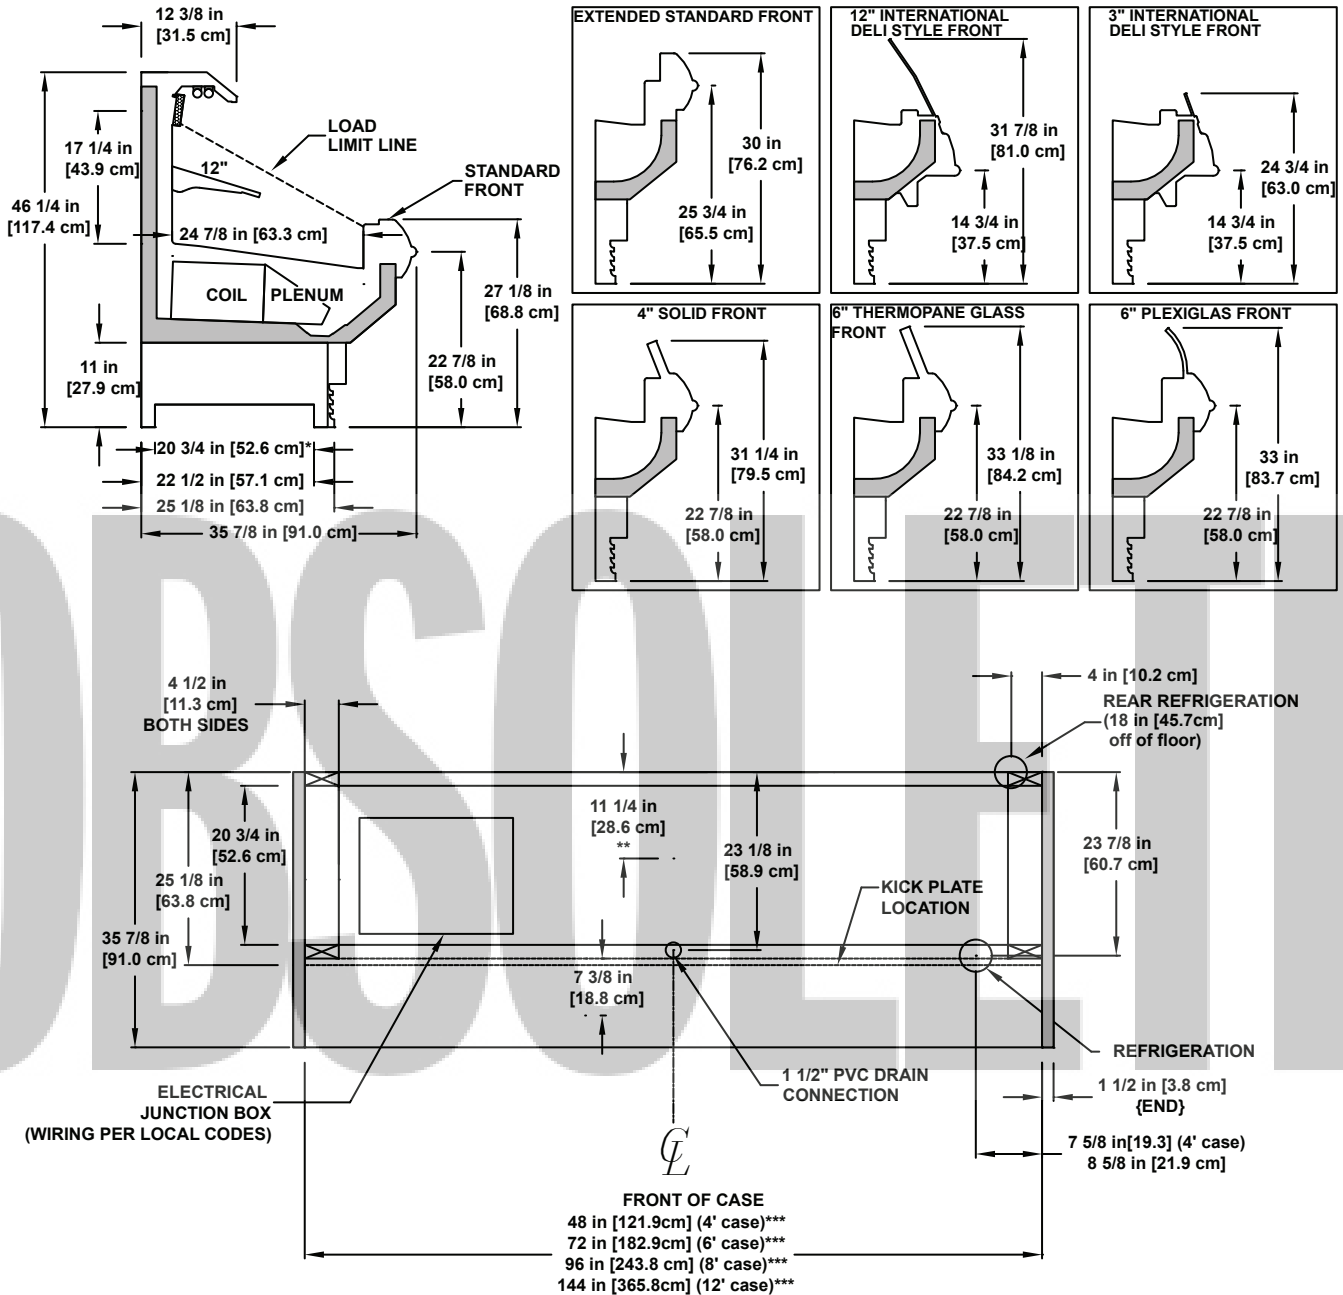 12 3/8 in
[31.5 cm]
LOAD
LIMIT LINE
17 1/4 in
[43.9 cm]
12"
STANDARD
FRONT
46 1/4 in
[117.4 cm]
24 7/8 in [63.3 cm]
COIL
PLENUM
27 1/8 in
[68.8 cm]
22 7/8 in
[58.0 cm]
11 in
[27.9 cm]
20 3/4 in [52.6 cm]*
22 1/2 in [57.1 cm]
25 1/8 in [63.8 cm]
35 7/8 in [91.0 cm]
EXTENDED STANDARD FRONT
30 in
[76.2 cm]
25 3/4 in
[65.5 cm]
12" INTERNATIONAL
DELI STYLE FRONT
31 7/8 in
[81.0 cm]
14 3/4 in
[37.5 cm]
3" INTERNATIONAL
DELI STYLE FRONT
24 3/4 in
[63.0 cm]
14 3/4 in
[37.5 cm]
4" SOLID FRONT
31 1/4 in
[79.5 cm]
22 7/8 in
[58.0 cm]
6" THERMOPANE GLASS
FRONT
33 1/8 in
[84.2 cm]
22 7/8 in
[58.0 cm]
6" PLEXIGLAS FRONT
33 in
[83.7 cm]
22 7/8 in
[58.0 cm]
OBSOLETE
4 1/2 in
[11.3 cm]
BOTH SIDES
4 in [10.2 cm]
REAR REFRIGERATION
(18 in [45.7cm]
off of floor)
11 1/4 in
[28.6 cm]
**
20 3/4 in
[52.6 cm]
23 1/8 in
[58.9 cm]
23 7/8 in
[60.7 cm]
25 1/8 in
[63.8 cm]
KICK PLATE
LOCATION
35 7/8 in
[91.0 cm]
7 3/8 in
[18.8 cm]
REFRIGERATION
1 1/2" PVC DRAIN
CONNECTION
1 1/2 in [3.8 cm]
{END}
ELECTRICAL
JUNCTION BOX
(WIRING PER LOCAL CODES)
7 5/8 in[19.3] (4' case)
8 5/8 in [21.9 cm]
CL
FRONT OF CASE
48 in [121.9cm] (4' case)***
72 in [182.9cm] (6' case)***
96 in [243.8 cm] (8' case)***
144 in [365.8cm] (12' case)***